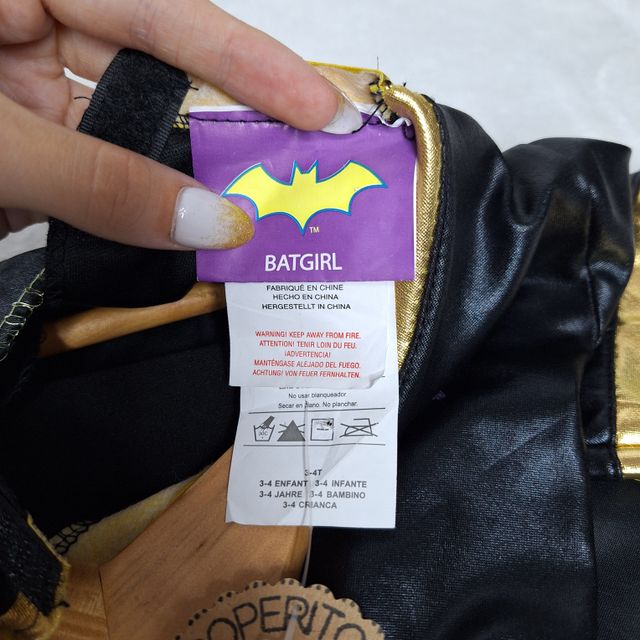 TM
BATGIRL
FABRIQUÉ EN CHINE
HECHO EN CHINA
HERGESTELLT IN CHINA
WARNING! KEEP AWAY FROM FIRE.
ATTENTION! TENIR LOIN DU FEU.
¡ADVERTENCIA!
MANTÉNGASE ALEJADO DEL FUEGO.
ACHTUNG! VON FEUER FERNHALTEN.
No usar blanqueador
Secar en plano. No planchar.
3-4T
3-4 ENFANT 3-4 INFANTE
3-4 JAHRE 3-4 BAMBINO
3-4 CRIANCA
OPERITO